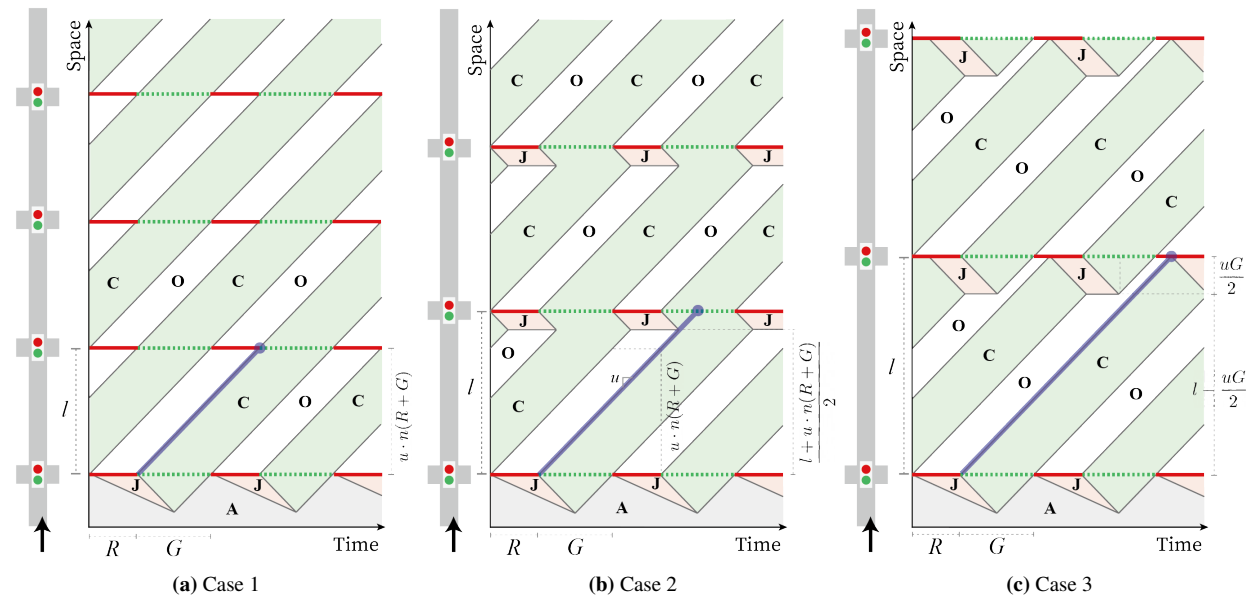 Space
C
O
C
O
C
O
C
J
J
A
l
u · n(R + G)
R
G
Time
(a) Case 1
Space
C
O
C
O
C
J
J
J
C
O
C
O
C
J
J
J
O
C
u
l
u · n(R + G)
l + u · n(R + G)
2
J
J
A
R
G
Time
(b) Case 2
Space
J
J
O
C
O
C
O
C
J
J
O
C
O
C
O
l
uG
2
l − uG
2
J
J
A
R
G
Time
(c) Case 3